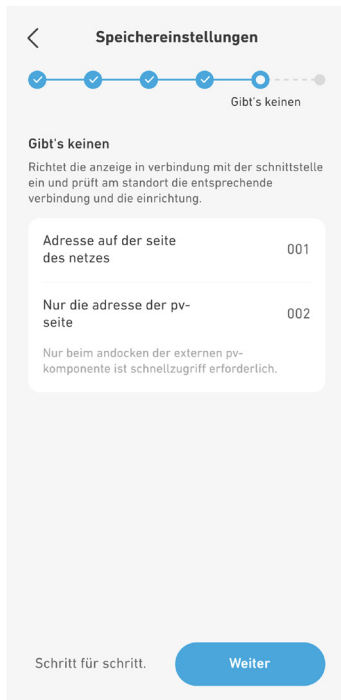 Speichereinstellungen
Gibt's keinen
Gibt's keinen
Richtet die anzeige in verbindung mit der schnittstelle
ein und prüft am standort die entsprechende
verbindung und die einrichtung.
Adresse auf der seite
des netzes
001
Nur die adresse der pv-
seite
002
Nur beim andocken der externen pv-
komponente ist schnellzugriff erforderlich.
Schritt für schritt.
Weiter